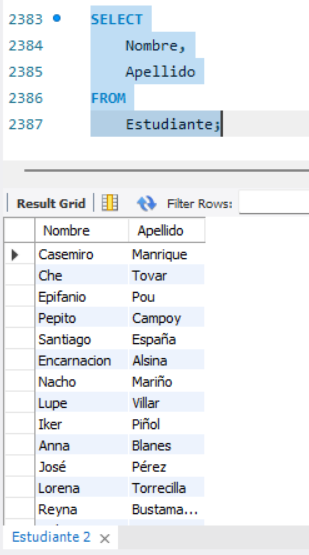 2383 SELECT
2384 Nombre,
2385 Apellido
2386 FROM
2387 Estudiante;
Result Grid Filter Rows:
Nombre Apellido
Casemiro Manrique
Che Tovar
Epifanio Pou
Pepito Campoy
Santiago España
Encarnacion Alsina
Nacho Mariño
Lupe Villar
Iker Piñol
Anna Blanes
José Pérez
Lorena Torrecilla
Reyna Bustama...
Estudiante 2 ×